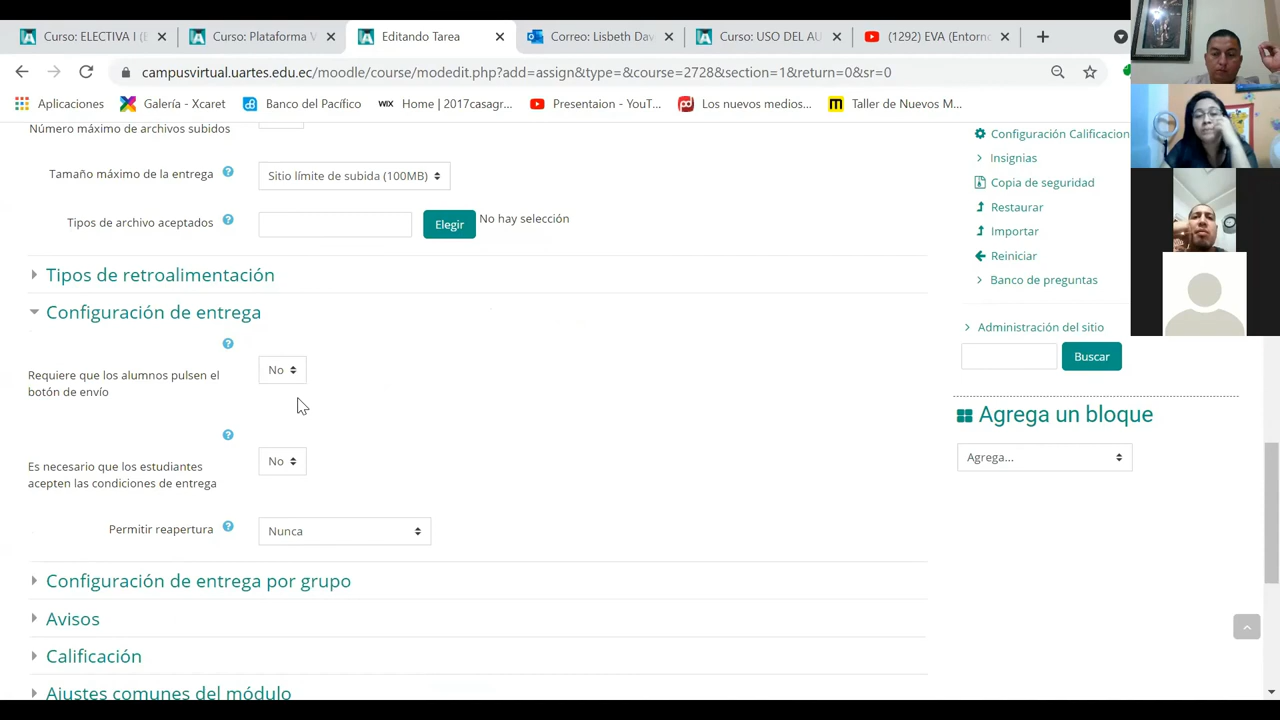 Curso: ELECTIVA I (E
Curso: Plataforma V
Editando Tarea
Correo: Lisbeth Dav
Curso: USO DEL AU
(1292) EVA (Entorn
campusvirtual.uartes.edu.ec/moodle/course/modedit.php?add=assign&type=&course=2728&section=1&return=0&sr=0
Aplicaciones
Galería - Xcaret
Banco del Pacífico
WIX Home | 2017casagr...
Presentaion - YouT...
Los nuevos medios...
Taller de Nuevos M...
Número máximo de archivos subidos
Tamaño máximo de la entrega
Sitio límite de subida (100MB)
Tipos de archivo aceptados
Elegir
No hay selección
Tipos de retroalimentación
Configuración de entrega
Requiere que los alumnos pulsen el
botón de envío
No
Es necesario que los estudiantes
acepten las condiciones de entrega
No
Permitir reapertura
Nunca
Configuración de entrega por grupo
Avisos
Calificación
Ajustes comunes del módulo
Configuración Calificacion
Insignias
Copia de seguridad
Restaurar
Importar
Reiniciar
Banco de preguntas
Administración del sitio
Buscar
Agrega un bloque
Agrega...